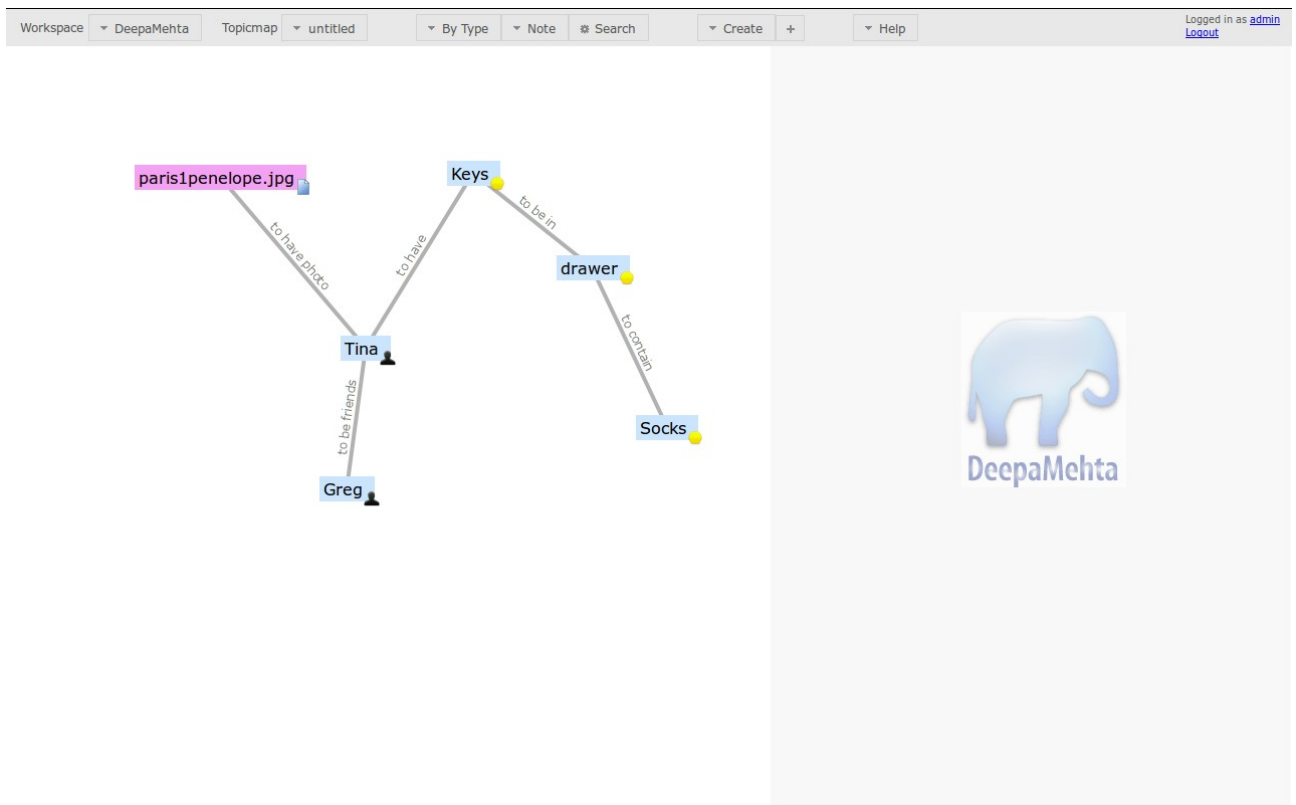 Workspace DeepaMehta Topicmap untitled By Type Note Search Create + Help Logged in as admin
Logout
paris1penelope.jpg
Keys
to be in
to have photo
to have
drawer
to contain
Tina
to be friends
Socks
Greg
DeepaMehta